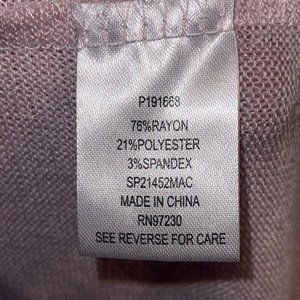 P191668
76%RAYON
21%POLYESTER
3%SPANDEX
SP21452MAC
MADE IN CHINA
RN97230
SEE REVERSE FOR CARE